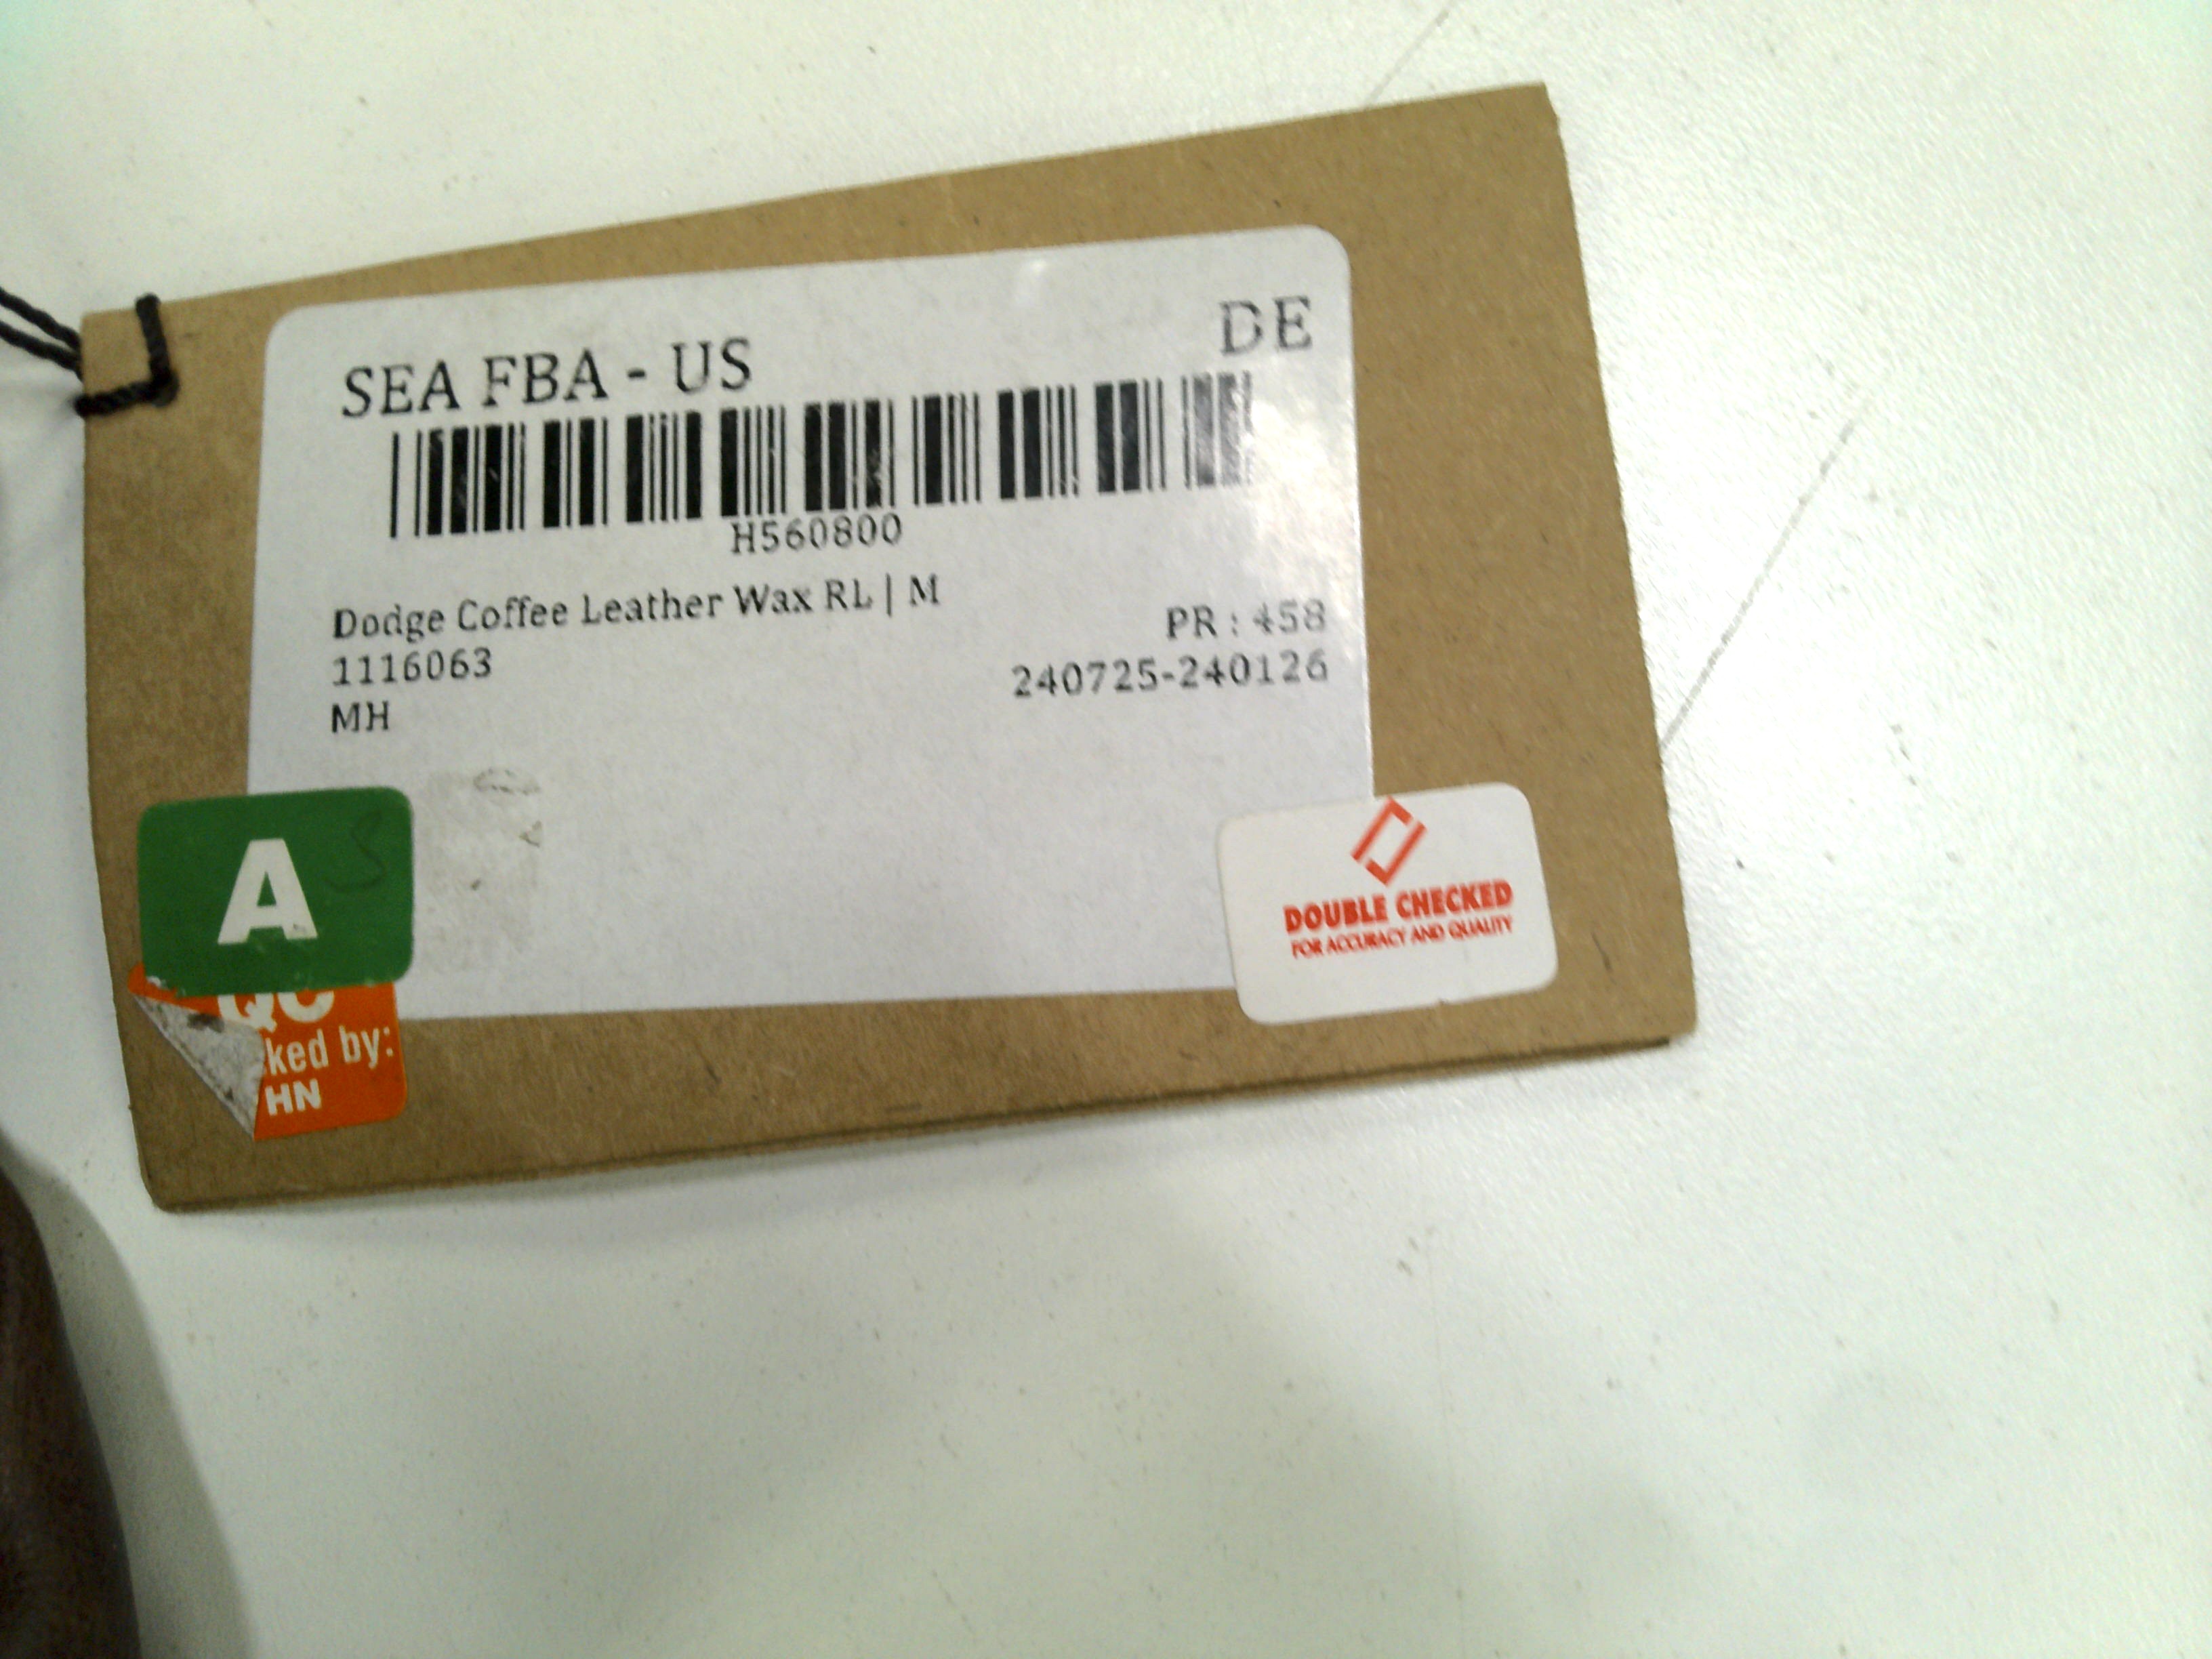 SEA FBA - US
DE
H560800
Dodge Coffee Leather Wax RL | M
PR : 458
1116063
240725-240126
MH
A S
DOUBLE CHECKED
FOR ACCURACY AND QUALITY
QC
ked by:
HN